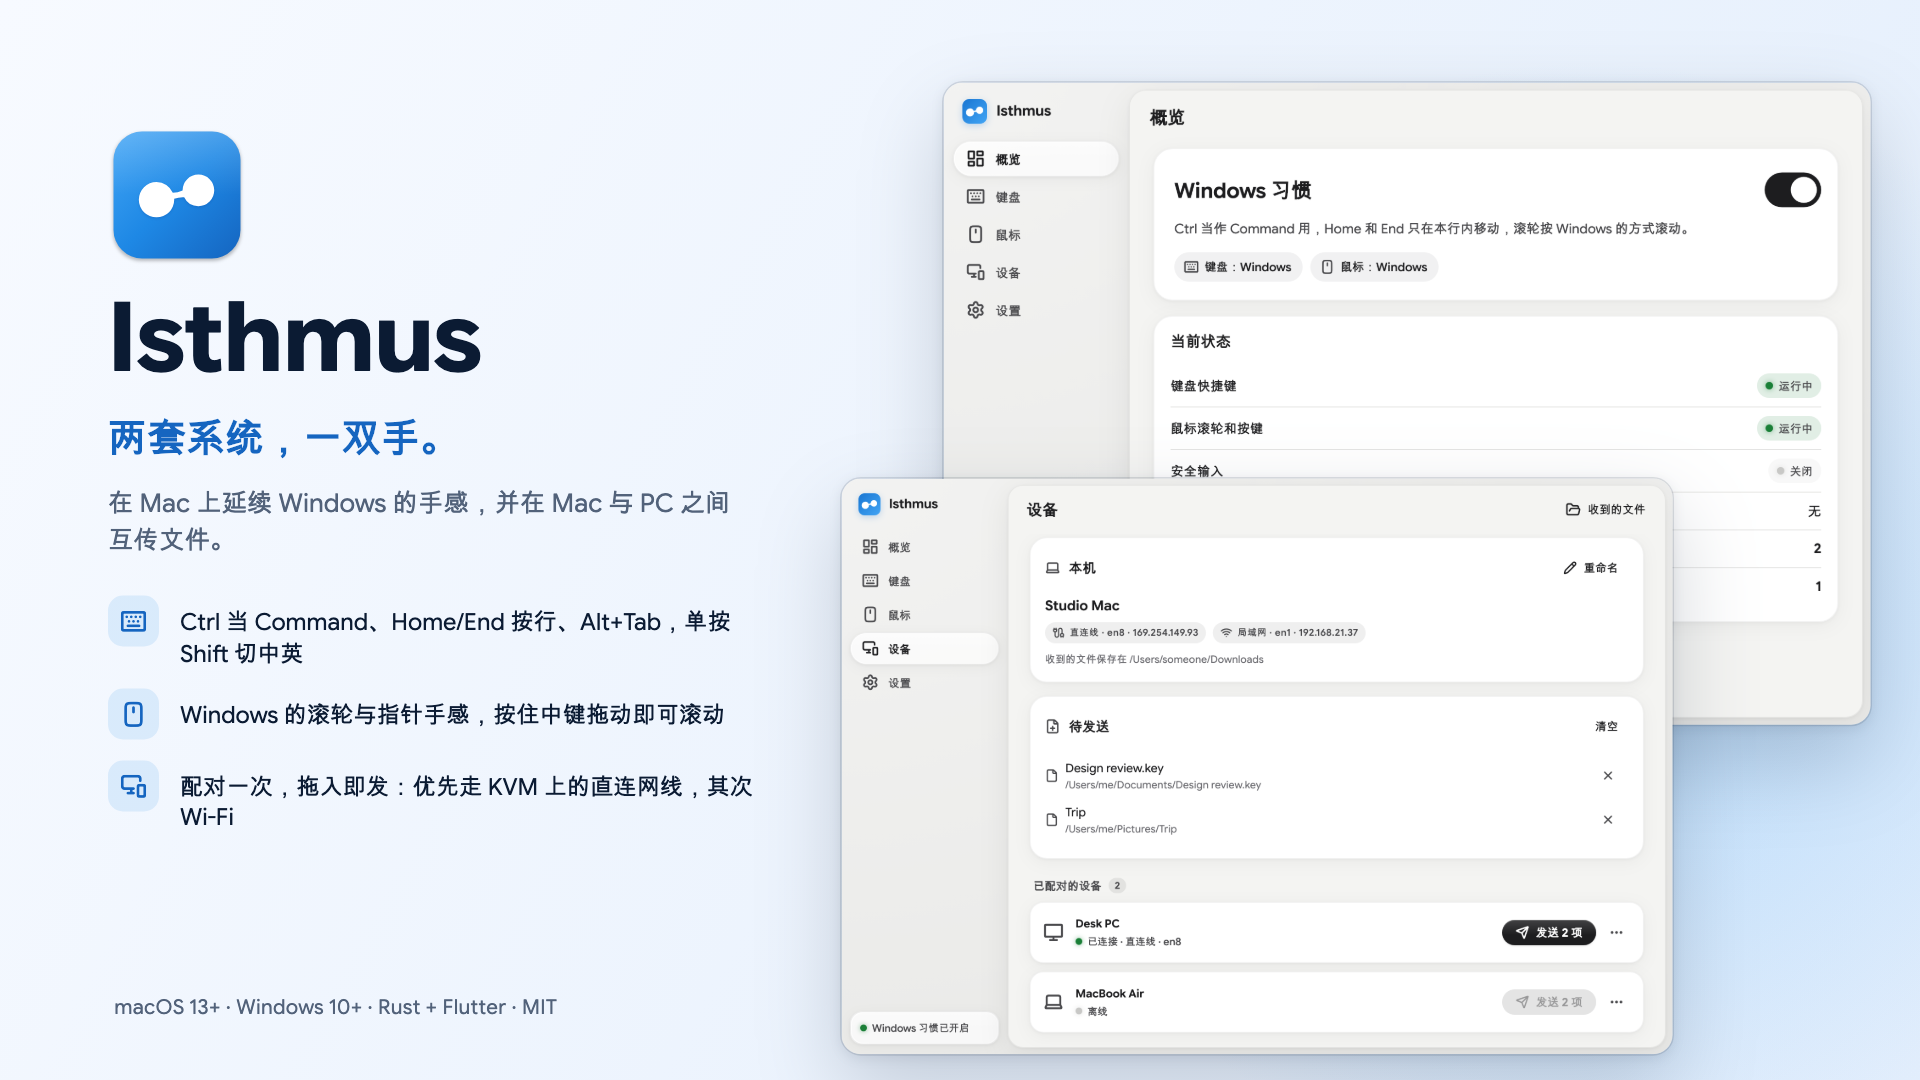 Isthmus
两套系统，一双手。
在 Mac 上延续 Windows 的手感，并在 Mac 与 PC 之间
互传文件。
Ctrl 当 Command、Home/End 按行、Alt+Tab，单按
Shift 切中英
Windows 的滚轮与指针手感，按住中键拖动即可滚动
配对一次，拖入即发：优先走 KVM 上的直连网线，其次
Wi-Fi
macOS 13+ · Windows 10+ · Rust + Flutter · MIT
Isthmus
概览
键盘
鼠标
设备
设置
概览
Windows 习惯
Ctrl 当作 Command 用，Home 和 End 只在本行内移动，滚轮按 Windows 的方式滚动。
键盘：Windows
鼠标：Windows
当前状态
键盘快捷键
运行中
鼠标滚轮和按键
运行中
安全输入
关闭
无
2
1
Isthmus
概览
键盘
鼠标
设备
设置
Windows 习惯已开启
设备
收到的文件
本机
重命名
Studio Mac
直连线 · en8 · 169.254.149.93
局域网 · en1 · 192.168.21.37
收到的文件保存在 /Users/someone/Downloads
待发送
清空
Design review.key
/Users/me/Documents/Design review.key
Trip
/Users/me/Pictures/Trip
已配对的设备 2
Desk PC
已连接 · 直连线 · en8
发送 2 项
MacBook Air
离线
发送 2 项